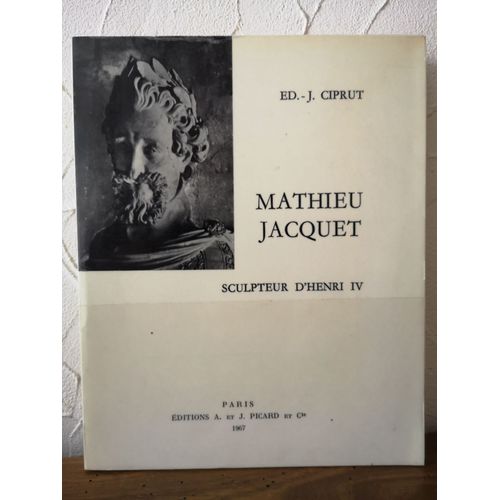 ED.-J. CIPRUT
MATHIEU
JACQUET
SCULPTEUR D'HENRI IV
PARIS
ÉDITIONS A. ET J. PICARD ET Cie
1967